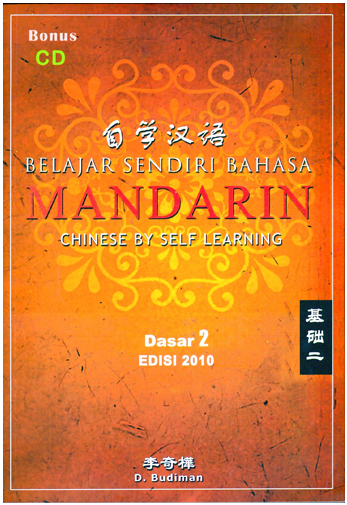 Bonus
CD
自学汉语
BELAJAR SENDIRI BAHASA
MANDARIN
CHINESE BY SELF LEARNING
基础二
Dasar 2
EDISI 2010
李奇樺
D. Budiman